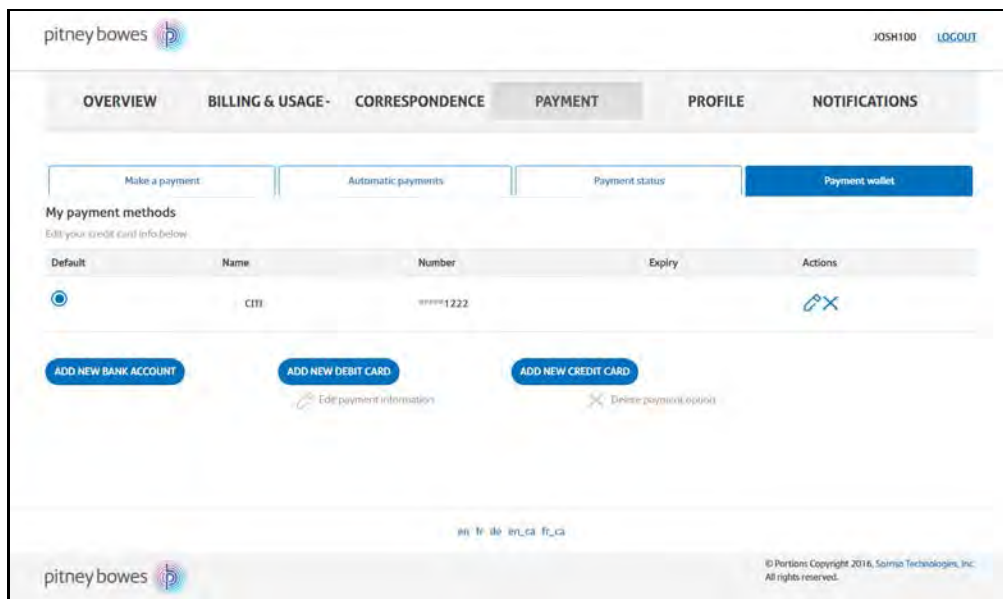 pitney bowes
JOSH100 LOGOUT
OVERVIEW BILLING & USAGE- CORRESPONDENCE PAYMENT PROFILE NOTIFICATIONS
Make a payment Automatic payments Payment status Payment wallet
My payment methods
Edit your credit card info below
Default Name Number Expiry Actions
CITI *****1222
ADD NEW BANK ACCOUNT ADD NEW DEBIT CARD ADD NEW CREDIT CARD
Edit payment information Delete payment option
en fr de en_ca fr_ca
pitney bowes
© Portions Copyright 2016, Sorriso Technologies, Inc.
All rights reserved.